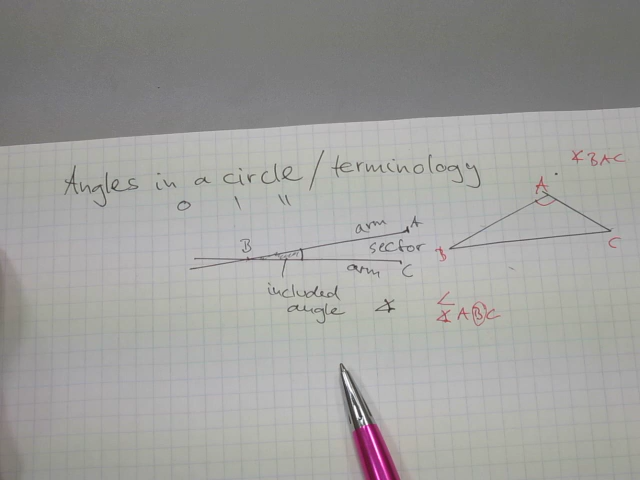 Angles in a circle / terminology
° ' "
∡BAC
A
B
C
arm
A
B
sector
arm
C
included
angle
∡
<
∡ABC